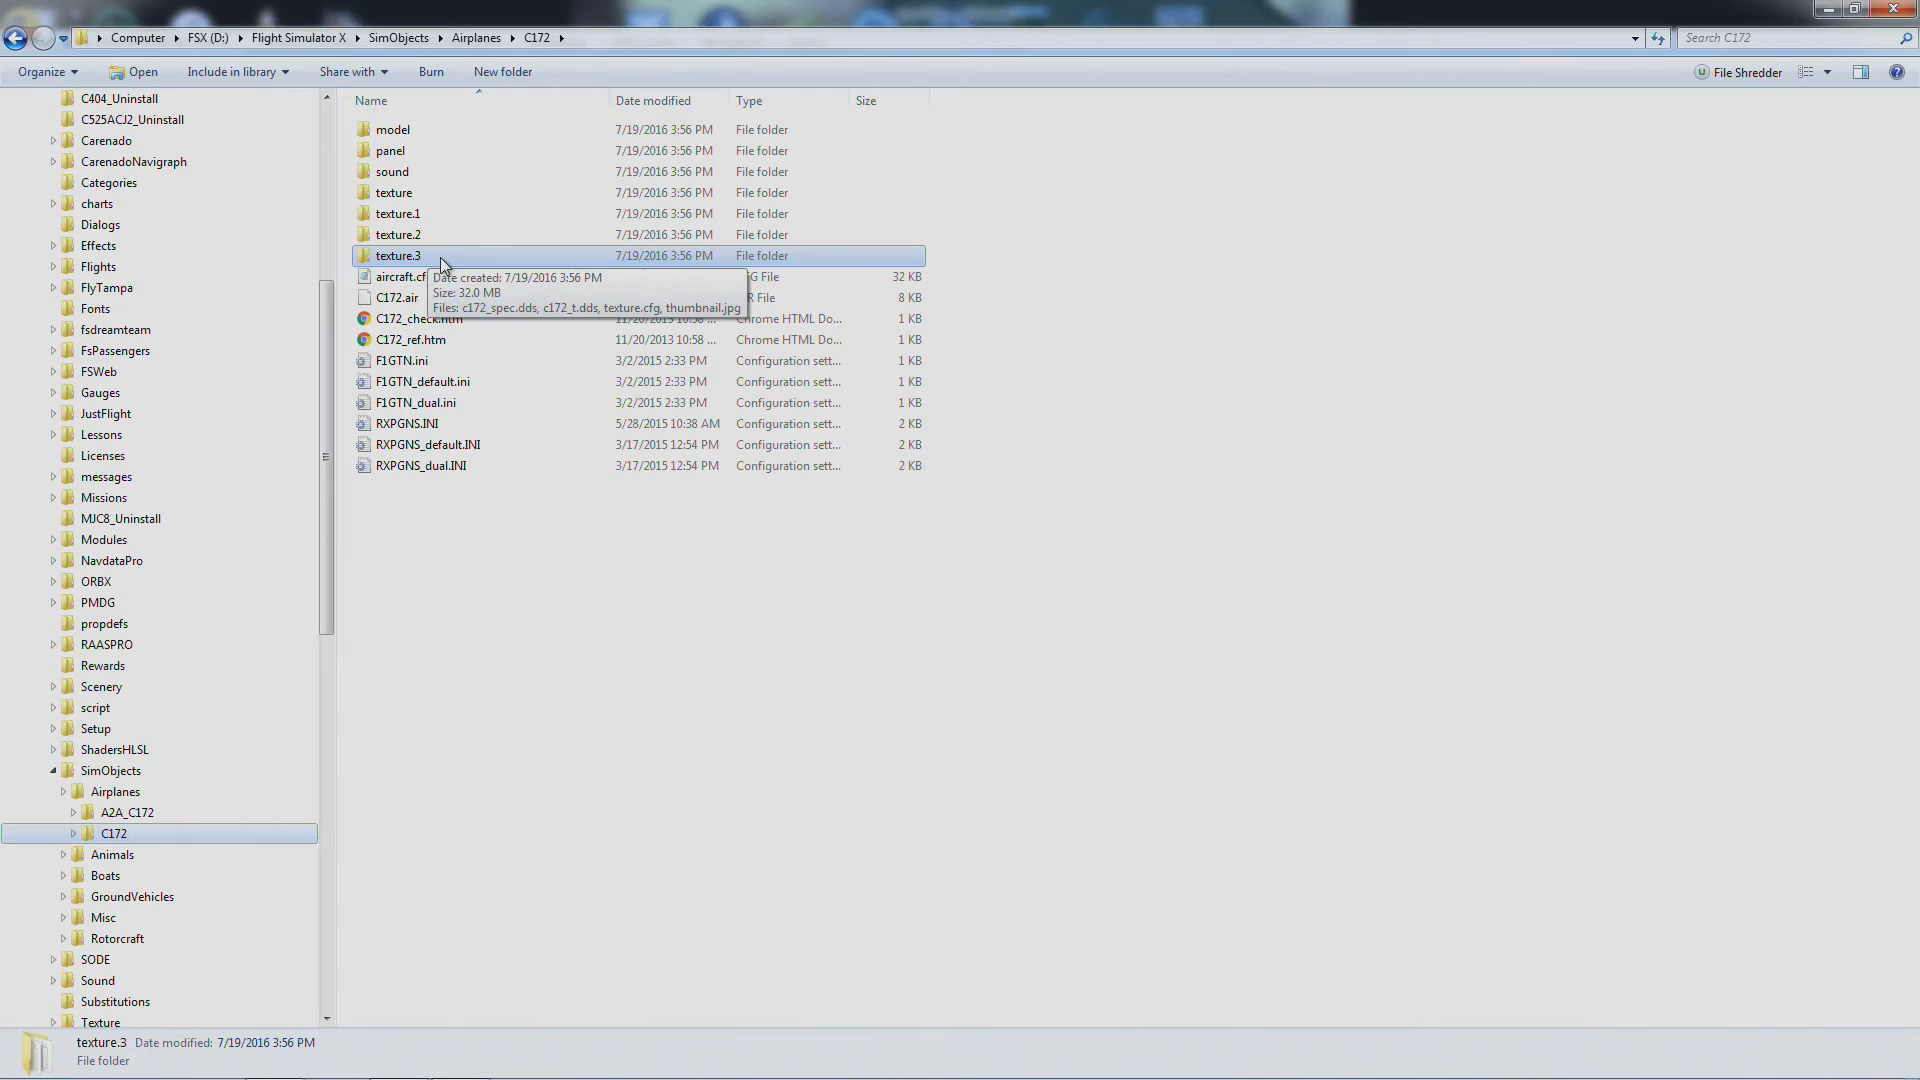 Computer FSX (D:) Flight Simulator X SimObjects Airplanes C172 Search C172
Organize Open Include in library Share with Burn New folder File Shredder
C404_Uninstall
C525ACJ2_Uninstall
Carenado
CarenadoNavigraph
Categories
charts
Dialogs
Effects
Flights
FlyTampa
Fonts
fsdreamteam
FsPassengers
FSWeb
Gauges
JustFlight
Lessons
Licenses
messages
Missions
MJC8_Uninstall
Modules
NavdataPro
ORBX
PMDG
propdefs
RAASPRO
Rewards
Scenery
script
Setup
ShadersHLSL
SimObjects
Airplanes
A2A_C172
C172
Animals
Boats
GroundVehicles
Misc
Rotorcraft
SODE
Sound
Substitutions
Texture
Name Date modified Type Size
model 7/19/2016 3:56 PM File folder
panel 7/19/2016 3:56 PM File folder
sound 7/19/2016 3:56 PM File folder
texture 7/19/2016 3:56 PM File folder
texture.1 7/19/2016 3:56 PM File folder
texture.2 7/19/2016 3:56 PM File folder
texture.3 7/19/2016 3:56 PM File folder
aircraft.cf G File 32 KB
Date created: 7/19/2016 3:56 PM
Size: 32.0 MB
Files: c172_spec.dds, c172_t.dds, texture.cfg, thumbnail.jpg
C172.air R File 8 KB
C172_check.htm 11/20/2013 10:58 ... Chrome HTML Do... 1 KB
C172_ref.htm 11/20/2013 10:58 ... Chrome HTML Do... 1 KB
F1GTN.ini 3/2/2015 2:33 PM Configuration sett... 1 KB
F1GTN_default.ini 3/2/2015 2:33 PM Configuration sett... 1 KB
F1GTN_dual.ini 3/2/2015 2:33 PM Configuration sett... 1 KB
RXPGNS.INI 5/28/2015 10:38 AM Configuration sett... 2 KB
RXPGNS_default.INI 3/17/2015 12:54 PM Configuration sett... 2 KB
RXPGNS_dual.INI 3/17/2015 12:54 PM Configuration sett... 2 KB
texture.3 Date modified: 7/19/2016 3:56 PM
File folder